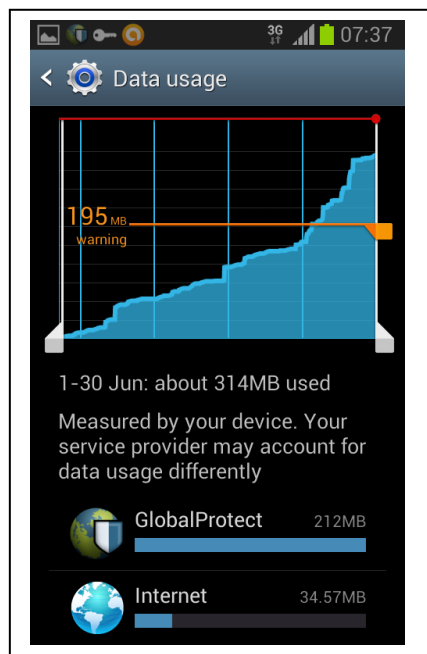 3G 07:37
Data usage
195 MB
warning
1-30 Jun: about 314MB used
Measured by your device. Your
service provider may account for
data usage differently
GlobalProtect 212MB
Internet 34.57MB